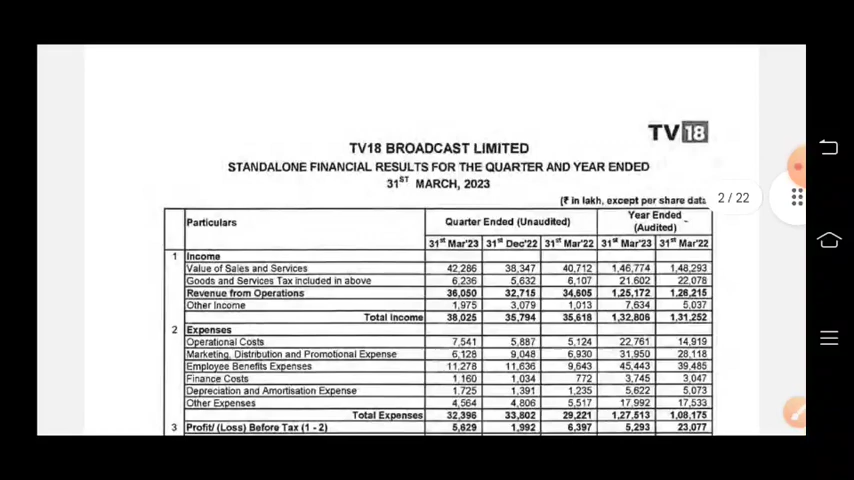 TV18
TV18 BROADCAST LIMITED
STANDALONE FINANCIAL RESULTS FOR THE QUARTER AND YEAR ENDED
31ST MARCH, 2023
(₹ in lakh, except per share data
2 / 22
Particulars Quarter Ended (Unaudited) Year Ended (Audited)
31st Mar'23 31st Dec'22 31st Mar'22 31st Mar'23 31st Mar'22
1 Income
Value of Sales and Services 42,286 38,347 40,712 1,46,774 1,48,293
Goods and Services Tax included in above 6,236 5,632 6,107 21,602 22,078
Revenue from Operations 36,050 32,715 34,605 1,25,172 1,26,215
Other Income 1,975 3,079 1,013 7,634 5,037
Total Income 38,025 35,794 35,618 1,32,806 1,31,252
2 Expenses
Operational Costs 7,541 5,887 5,124 22,761 14,919
Marketing, Distribution and Promotional Expense 6,128 9,048 6,930 31,950 28,118
Employee Benefits Expenses 11,278 11,636 9,643 45,443 39,485
Finance Costs 1,160 1,034 772 3,745 3,047
Depreciation and Amortisation Expense 1,725 1,391 1,235 5,622 5,073
Other Expenses 4,564 4,806 5,517 17,992 17,533
Total Expenses 32,396 33,802 29,221 1,27,513 1,08,175
3 Profit/ (Loss) Before Tax (1 - 2) 5,629 1,992 6,397 5,293 23,077